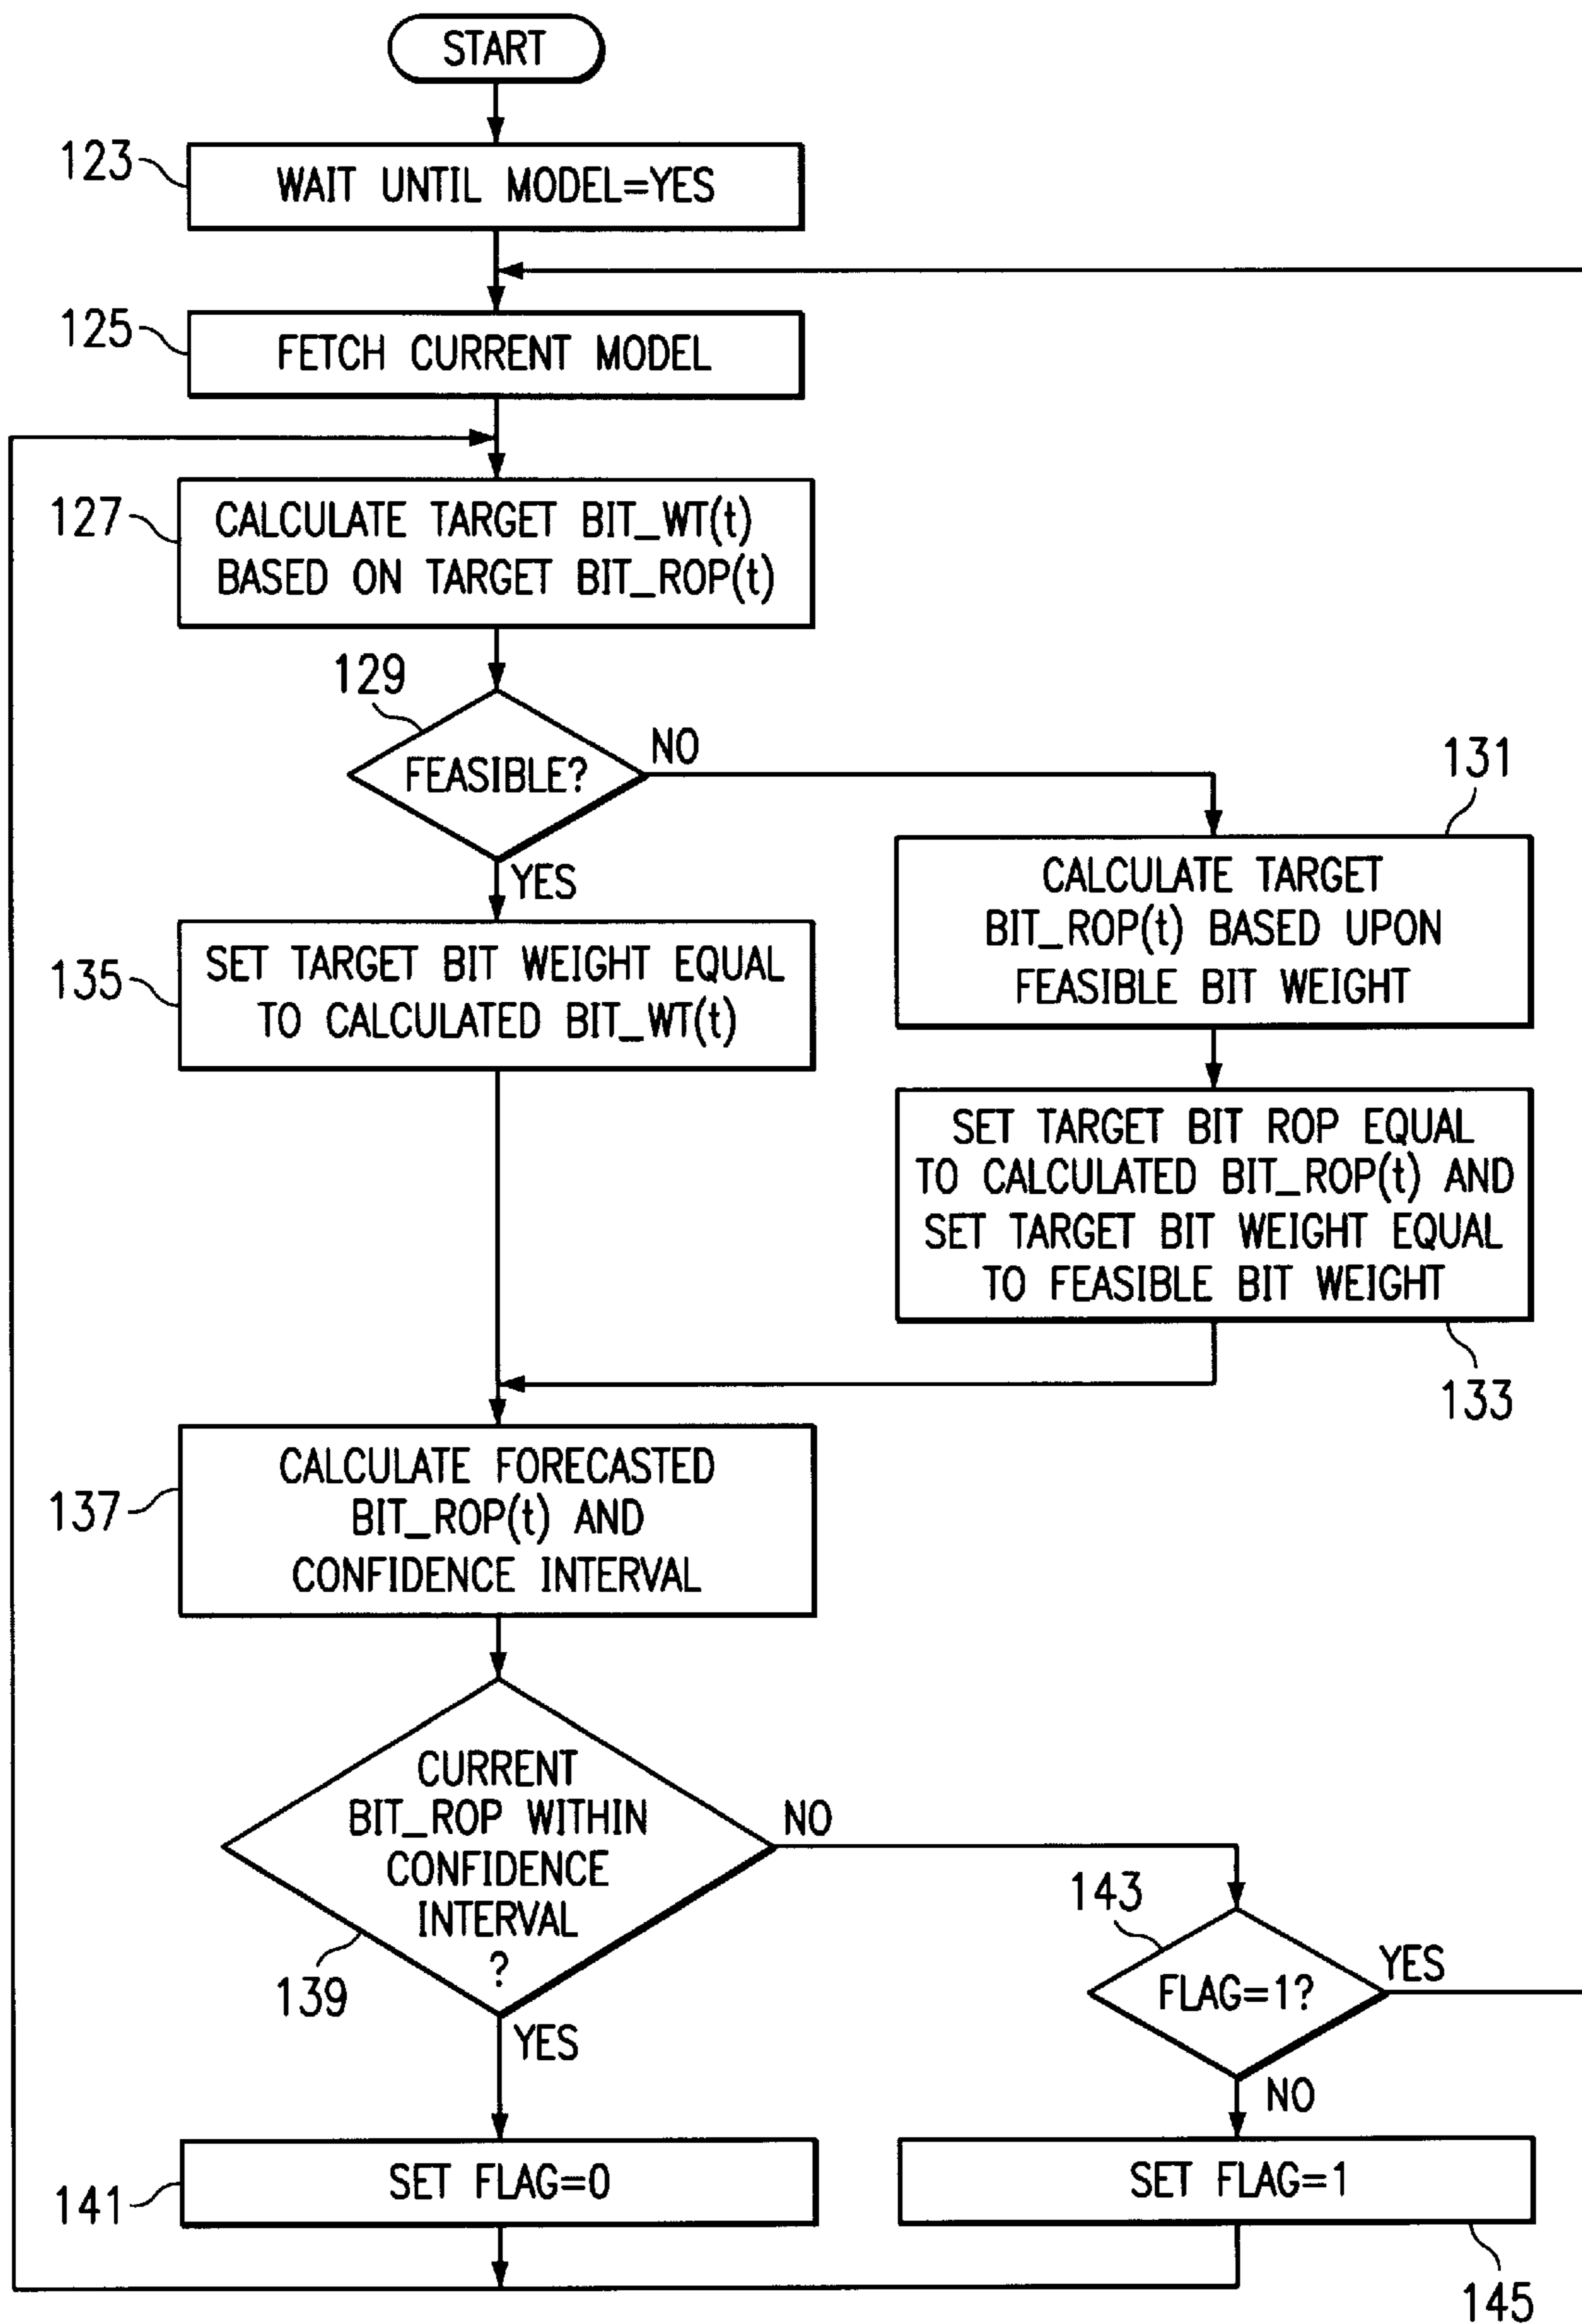 START
123
WAIT UNTIL MODEL=YES
125
FETCH CURRENT MODEL
127
CALCULATE TARGET BIT_WT(t)
BASED ON TARGET BIT_ROP(t)
129
FEASIBLE?
NO
YES
131
CALCULATE TARGET
BIT_ROP(t) BASED UPON
FEASIBLE BIT WEIGHT
135
SET TARGET BIT WEIGHT EQUAL
TO CALCULATED BIT_WT(t)
SET TARGET BIT ROP EQUAL
TO CALCULATED BIT_ROP(t) AND
SET TARGET BIT WEIGHT EQUAL
TO FEASIBLE BIT WEIGHT
133
137
CALCULATE FORECASTED
BIT_ROP(t) AND
CONFIDENCE INTERVAL
CURRENT
BIT_ROP WITHIN
CONFIDENCE
INTERVAL
?
139
NO
YES
143
FLAG=1?
YES
NO
141
SET FLAG=0
SET FLAG=1
145